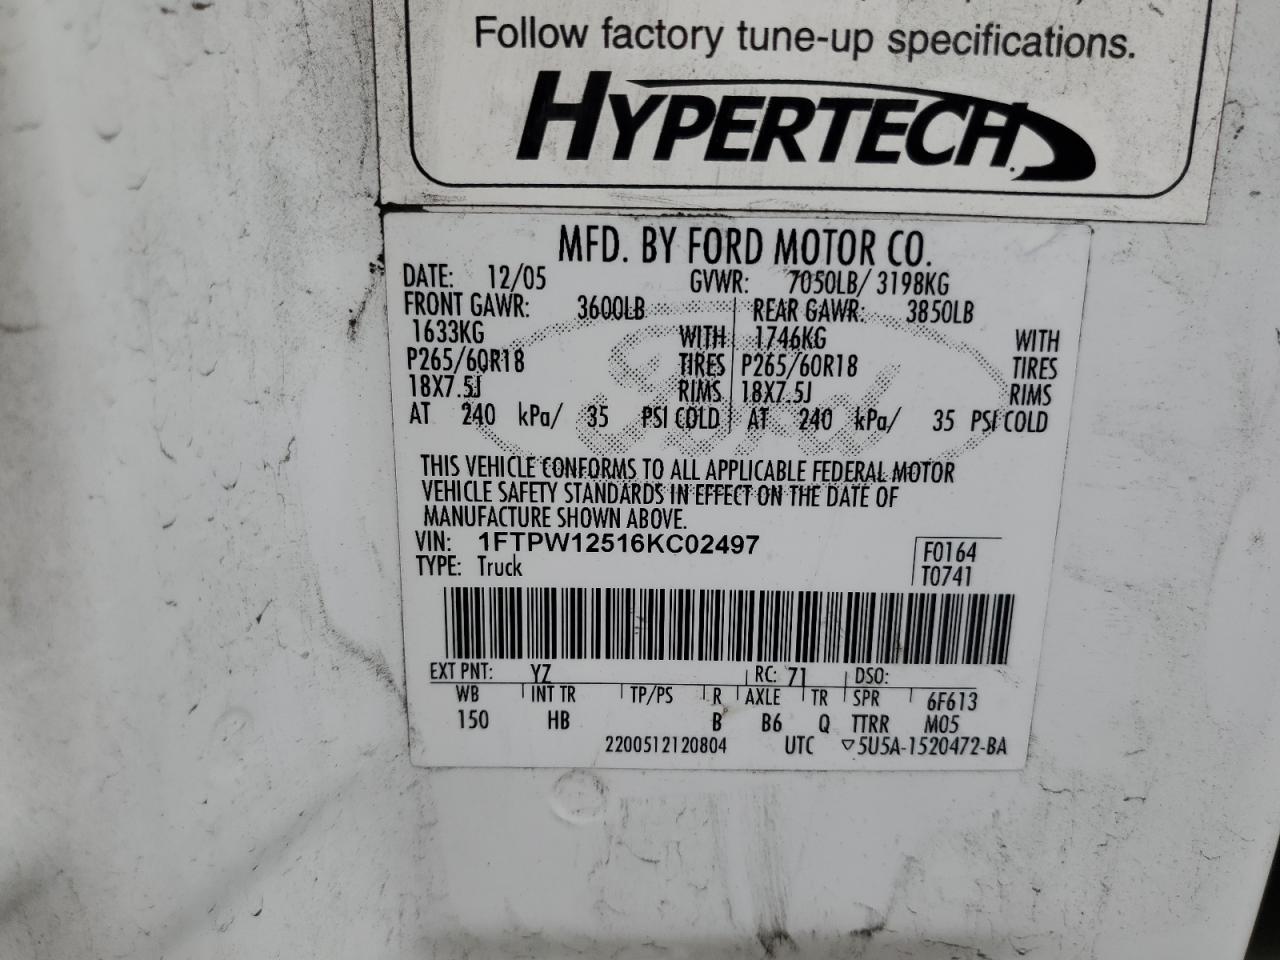 Follow factory tune-up specifications.
HYPERTECH
MFD. BY FORD MOTOR CO.
DATE: 12/05 GVWR: 7050LB/ 3198KG
FRONT GAWR: 3600LB REAR GAWR: 3850LB
1633KG WITH 1746KG WITH
P265/60R18 TIRES P265/60R18 TIRES
18X7.5J RIMS 18X7.5J RIMS
AT 240 kPa/ 35 PSI COLD AT 240 kPa/ 35 PSI COLD
Ford
THIS VEHICLE CONFORMS TO ALL APPLICABLE FEDERAL MOTOR
VEHICLE SAFETY STANDARDS IN EFFECT ON THE DATE OF
MANUFACTURE SHOWN ABOVE.
VIN: 1FTPW12516KC02497 F0164
TYPE: Truck T0741
EXT PNT: YZ RC: 71 DSO:
WB INT TR TP/PS R AXLE TR SPR 6F613
150 HB B B6 Q TTRR M05
2200512120804 UTC ▽5U5A-1520472-BA